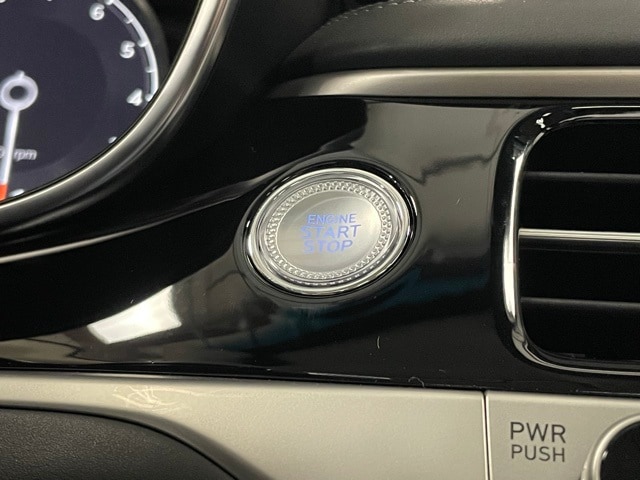 6
5
4
rpm
ENGINE
START
STOP
PWR
PUSH